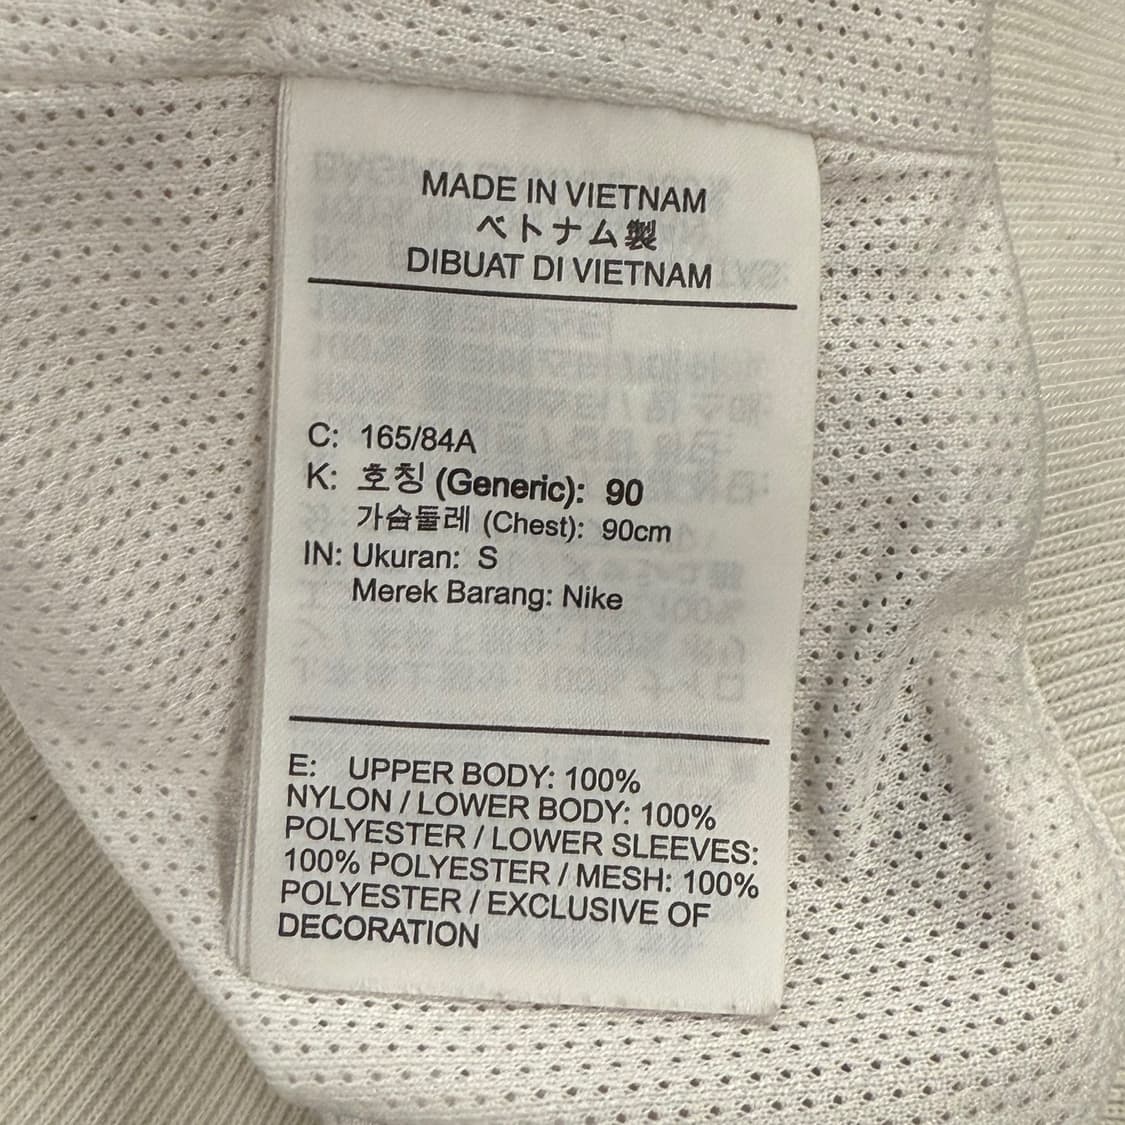 MADE IN VIETNAM
ベトナム製
DIBUAT DI VIETNAM
C: 165/84A
K: 호칭 (Generic): 90
가슴둘레 (Chest): 90cm
IN: Ukuran: S
Merek Barang: Nike
E: UPPER BODY: 100%
NYLON / LOWER BODY: 100%
POLYESTER / LOWER SLEEVES:
100% POLYESTER / MESH: 100%
POLYESTER / EXCLUSIVE OF
DECORATION